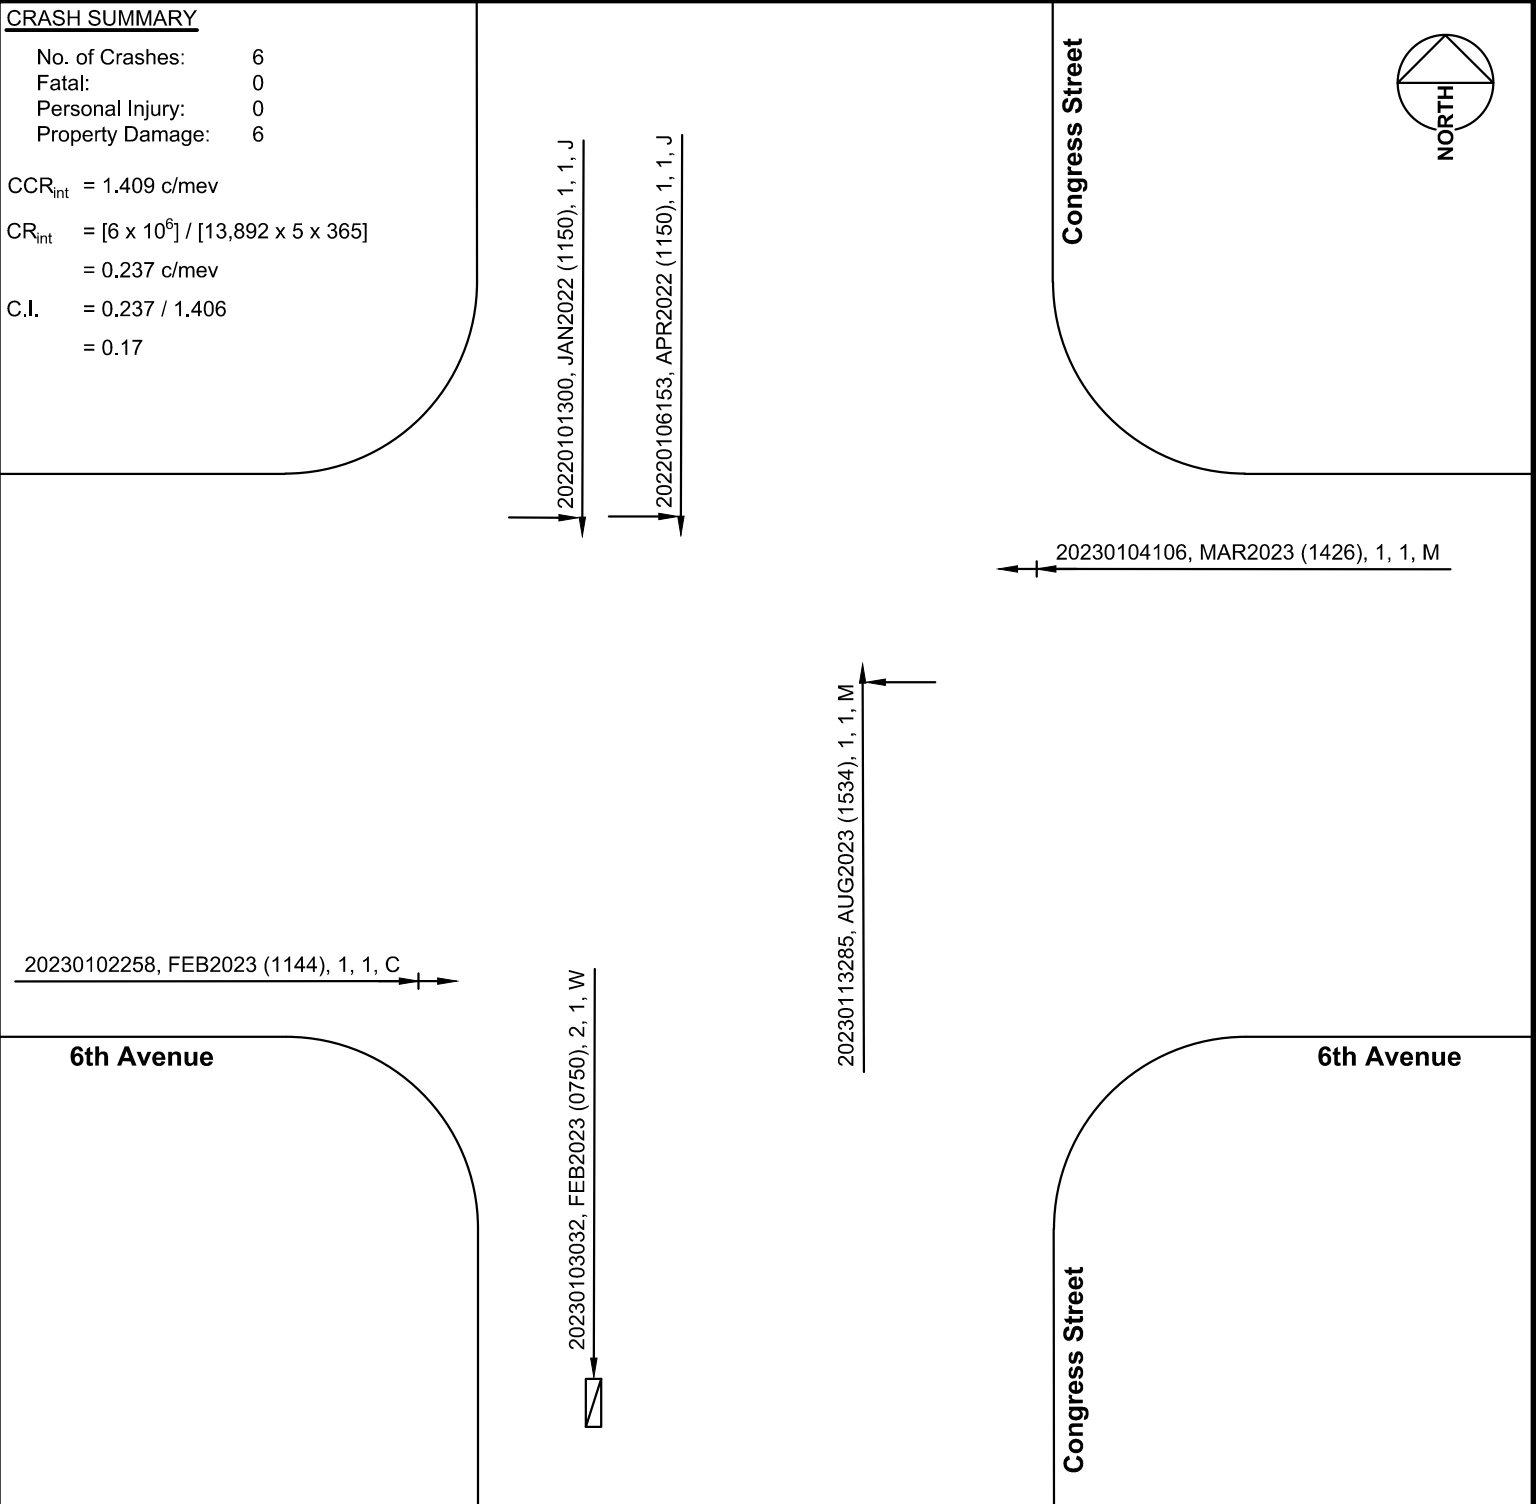 CRASH SUMMARY
No. of Crashes: 6
Fatal: 0
Personal Injury: 0
Property Damage: 6
CCRint = 1.409 c/mev
CRint = [6 x 10^6] / [13,892 x 5 x 365]
= 0.237 c/mev
C.I. = 0.237 / 1.406
= 0.17
20220101300, JAN2022 (1150), 1, 1, J
20220106153, APR2022 (1150), 1, 1, J
Congress Street
NORTH
20230104106, MAR2023 (1426), 1, 1, M
20230113285, AUG2023 (1534), 1, 1, M
20230102258, FEB2023 (1144), 1, 1, C
20230103032, FEB2023 (0750), 2, 1, W
6th Avenue
6th Avenue
Congress Street